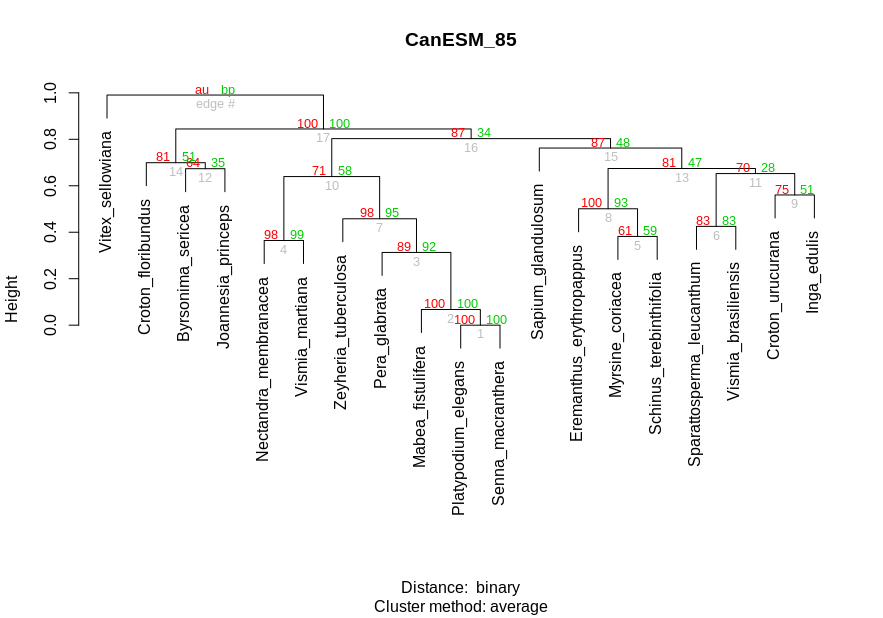 CanESM_85
Height
0.0 0.2 0.4 0.6 0.8 1.0
au bp
edge #
100 100
17
87 34
16
87 48
15
81 51
14
64 35
12
81 47
13
70 28
11
71 58
10
75 51
9
100 93
8
98 95
7
83 83
6
61 59
5
98 99
4
89 92
3
100 100
2
100 100
1
Vitex_sellowiana
Croton_floribundus
Byrsonima_sericea
Joannesia_princeps
Nectandra_membranacea
Vismia_martiana
Zeyheria_tuberculosa
Pera_glabrata
Mabea_fistulifera
Platypodium_elegans
Senna_macranthera
Sapium_glandulosum
Eremanthus_erythropappus
Myrsine_coriacea
Schinus_terebinthifolia
Sparattosperma_leucanthum
Vismia_brasiliensis
Croton_urucurana
Inga_edulis
Distance: binary
Cluster method: average